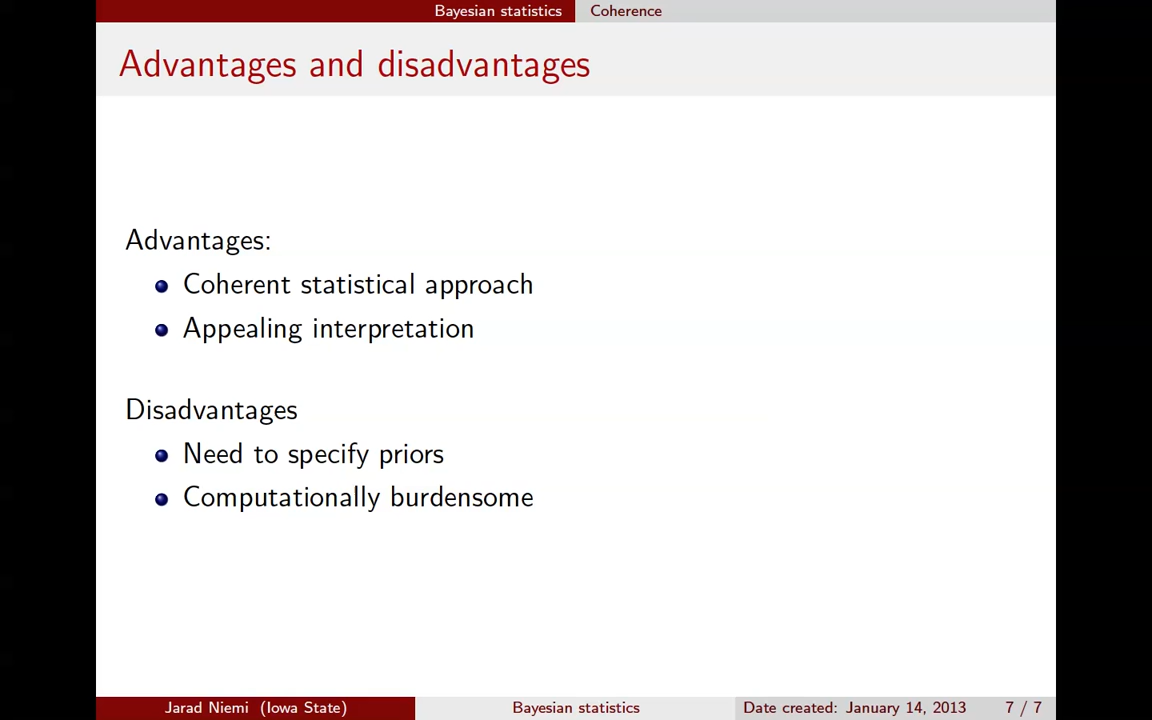 Bayesian statistics Coherence
Advantages and disadvantages
Advantages:
Coherent statistical approach
Appealing interpretation
Disadvantages
Need to specify priors
Computationally burdensome
Jarad Niemi (Iowa State) Bayesian statistics Date created: January 14, 2013 7 / 7